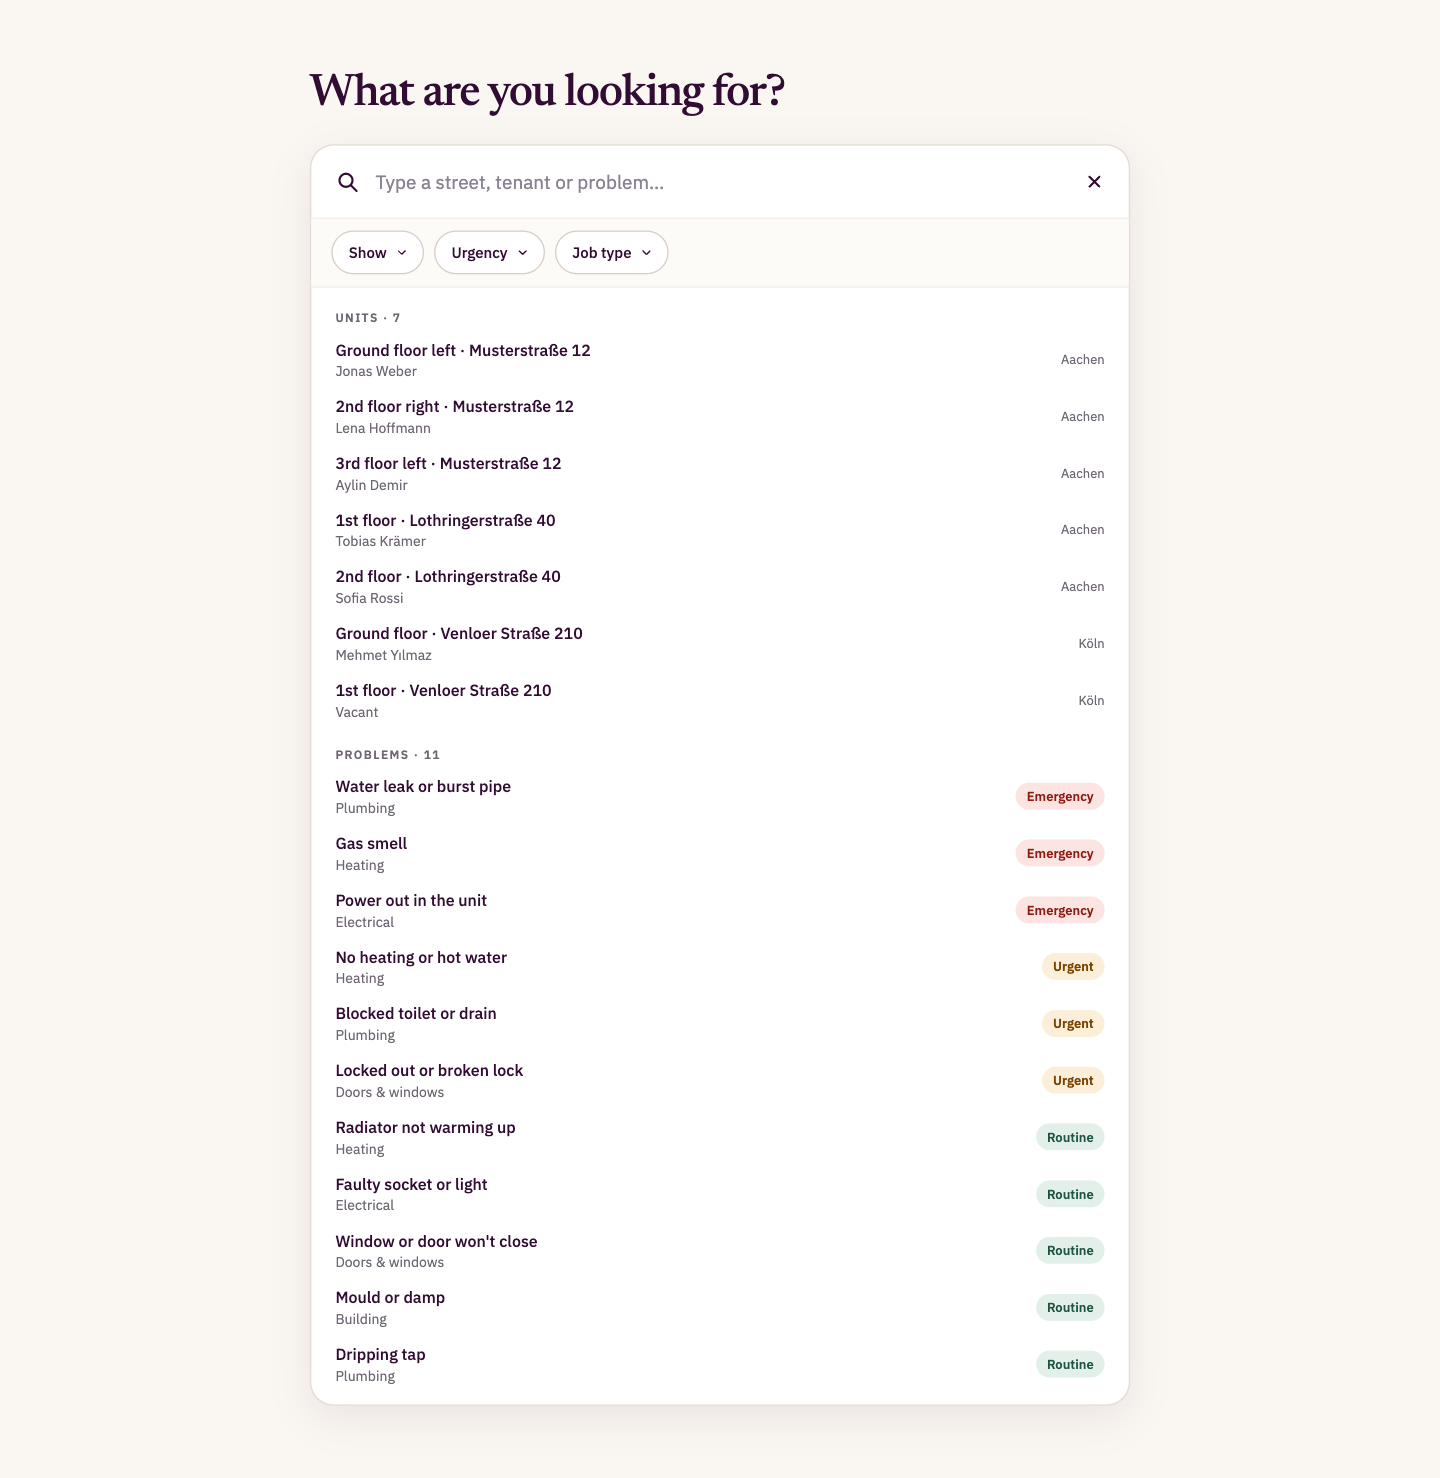 What are you looking for?
Type a street, tenant or problem...
Show
Urgency
Job type
UNITS · 7
Ground floor left · Musterstraße 12
Jonas Weber
Aachen
2nd floor right · Musterstraße 12
Lena Hoffmann
Aachen
3rd floor left · Musterstraße 12
Aylin Demir
Aachen
1st floor · Lothringerstraße 40
Tobias Krämer
Aachen
2nd floor · Lothringerstraße 40
Sofia Rossi
Aachen
Ground floor · Venloer Straße 210
Mehmet Yılmaz
Köln
1st floor · Venloer Straße 210
Vacant
Köln
PROBLEMS · 11
Water leak or burst pipe
Plumbing
Emergency
Gas smell
Heating
Emergency
Power out in the unit
Electrical
Emergency
No heating or hot water
Heating
Urgent
Blocked toilet or drain
Plumbing
Urgent
Locked out or broken lock
Doors & windows
Urgent
Radiator not warming up
Heating
Routine
Faulty socket or light
Electrical
Routine
Window or door won't close
Doors & windows
Routine
Mould or damp
Building
Routine
Dripping tap
Plumbing
Routine